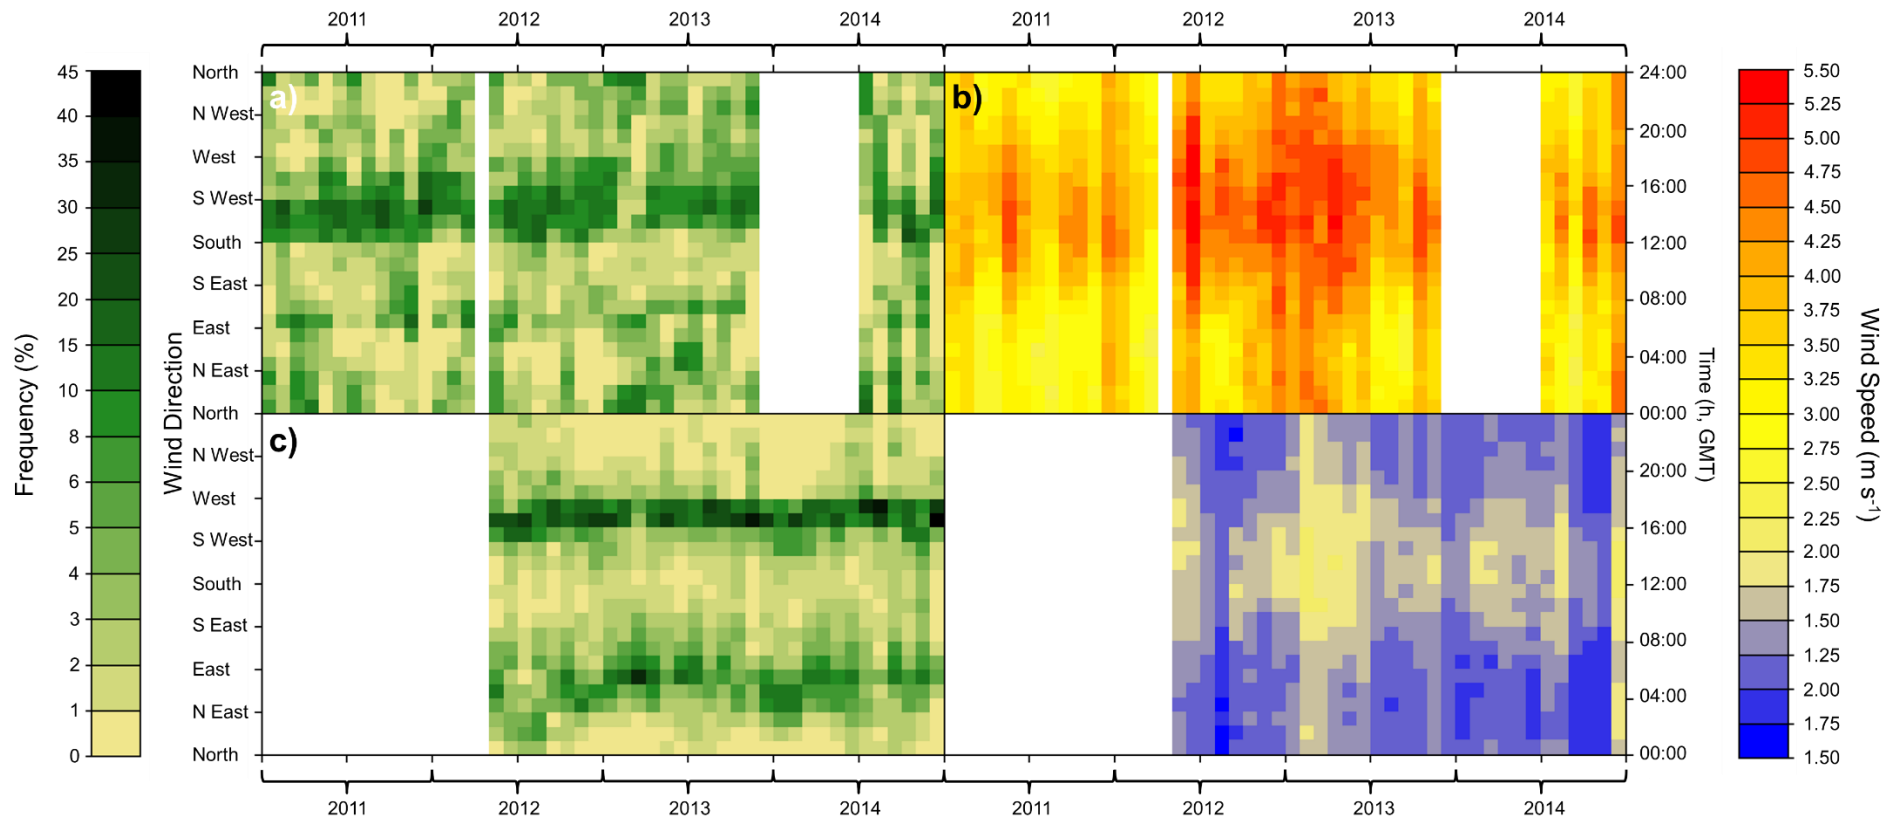 2011 2012 2013 2014 2011 2012 2013 2014
Frequency (%)
45
40
35
30
25
20
15
10
8
6
5
4
3
2
1
0
Wind Direction
North
N West
West
S West
South
S East
East
N East
North
N West
West
S West
South
S East
East
N East
North
a)
b)
c)
24:00
20:00
16:00
12:00
08:00
04:00
00:00
20:00
16:00
12:00
08:00
04:00
00:00
Time (h, GMT)
5.50
5.25
5.00
4.75
4.50
4.25
4.00
3.75
3.50
3.25
3.00
2.75
2.50
2.25
2.00
1.75
1.50
1.25
2.00
1.75
1.50
Wind Speed (m s-1)
2011 2012 2013 2014 2011 2012 2013 2014